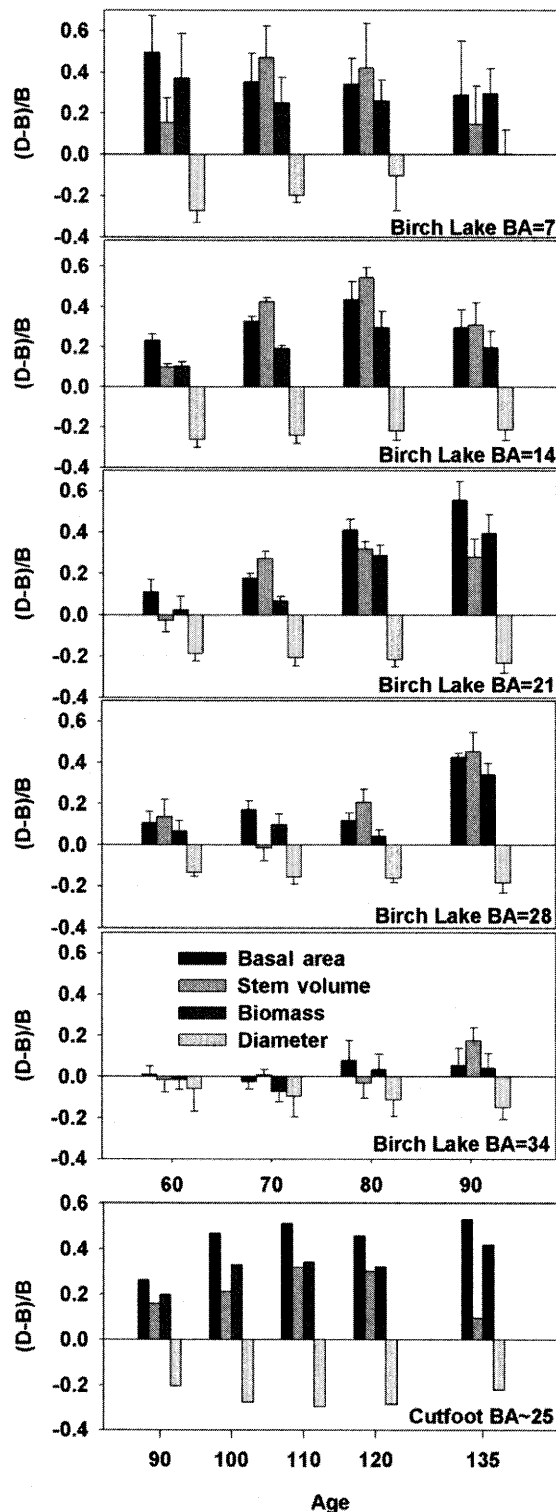 (D-B)/B
0.6
0.4
0.2
0.0
-0.2
-0.4
Birch Lake BA=7
(D-B)/B
0.6
0.4
0.2
0.0
-0.2
-0.4
Birch Lake BA=14
(D-B)/B
0.6
0.4
0.2
0.0
-0.2
-0.4
Birch Lake BA=21
(D-B)/B
0.6
0.4
0.2
0.0
-0.2
-0.4
Birch Lake BA=28
(D-B)/B
0.6
0.4
0.2
0.0
-0.2
-0.4
Basal area
Stem volume
Biomass
Diameter
Birch Lake BA=34
60 70 80 90
(D-B)/B
0.6
0.4
0.2
0.0
-0.2
-0.4
Cutfoot BA~25
90 100 110 120 135
Age